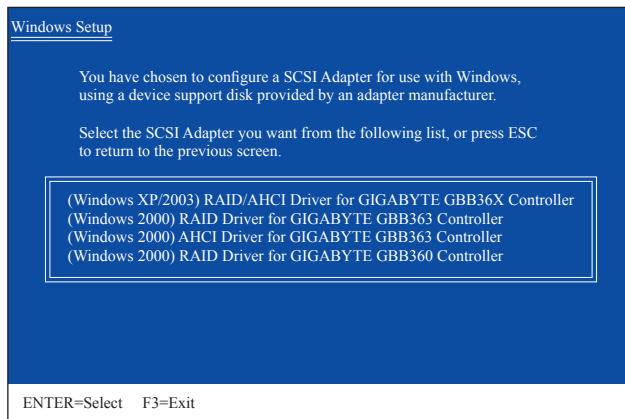 Windows Setup
You have chosen to configure a SCSI Adapter for use with Windows,
using a device support disk provided by an adapter manufacturer.
Select the SCSI Adapter you want from the following list, or press ESC
to return to the previous screen.
(Windows XP/2003) RAID/AHCI Driver for GIGABYTE GBB36X Controller
(Windows 2000) RAID Driver for GIGABYTE GBB363 Controller
(Windows 2000) AHCI Driver for GIGABYTE GBB363 Controller
(Windows 2000) RAID Driver for GIGABYTE GBB360 Controller
ENTER=Select F3=Exit